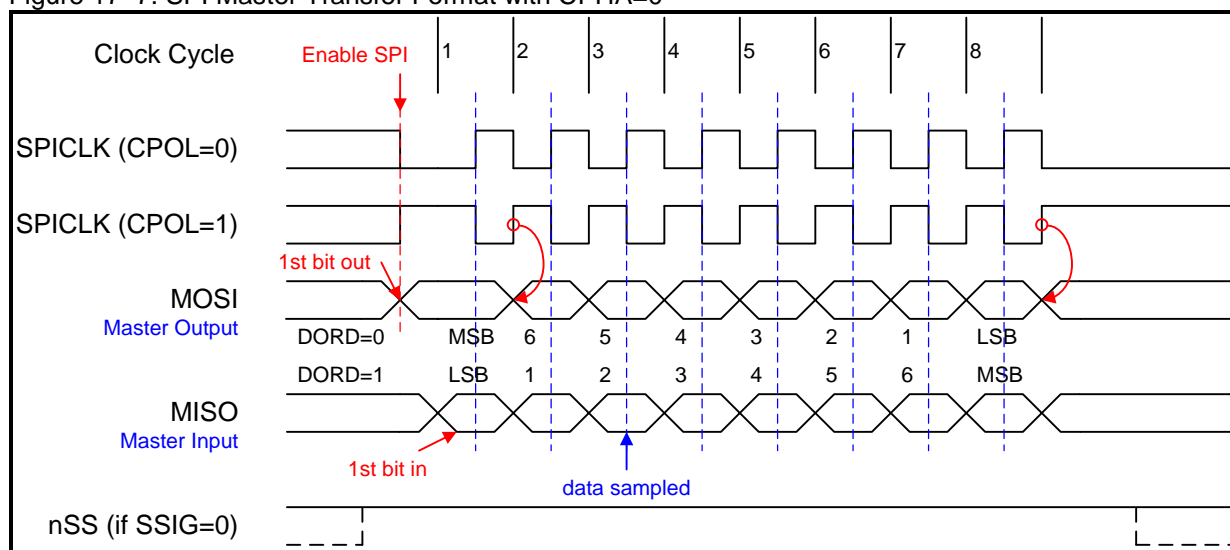 Figure 17-7. SPI Master Transfer Format with CPHA=0
Clock Cycle
Enable SPI
1 2 3 4 5 6 7 8
SPICLK (CPOL=0)
SPICLK (CPOL=1)
1st bit out
MOSI
Master Output
DORD=0 MSB 6 5 4 3 2 1 LSB
DORD=1 LSB 1 2 3 4 5 6 MSB
MISO
Master Input
1st bit in
data sampled
nSS (if SSIG=0)